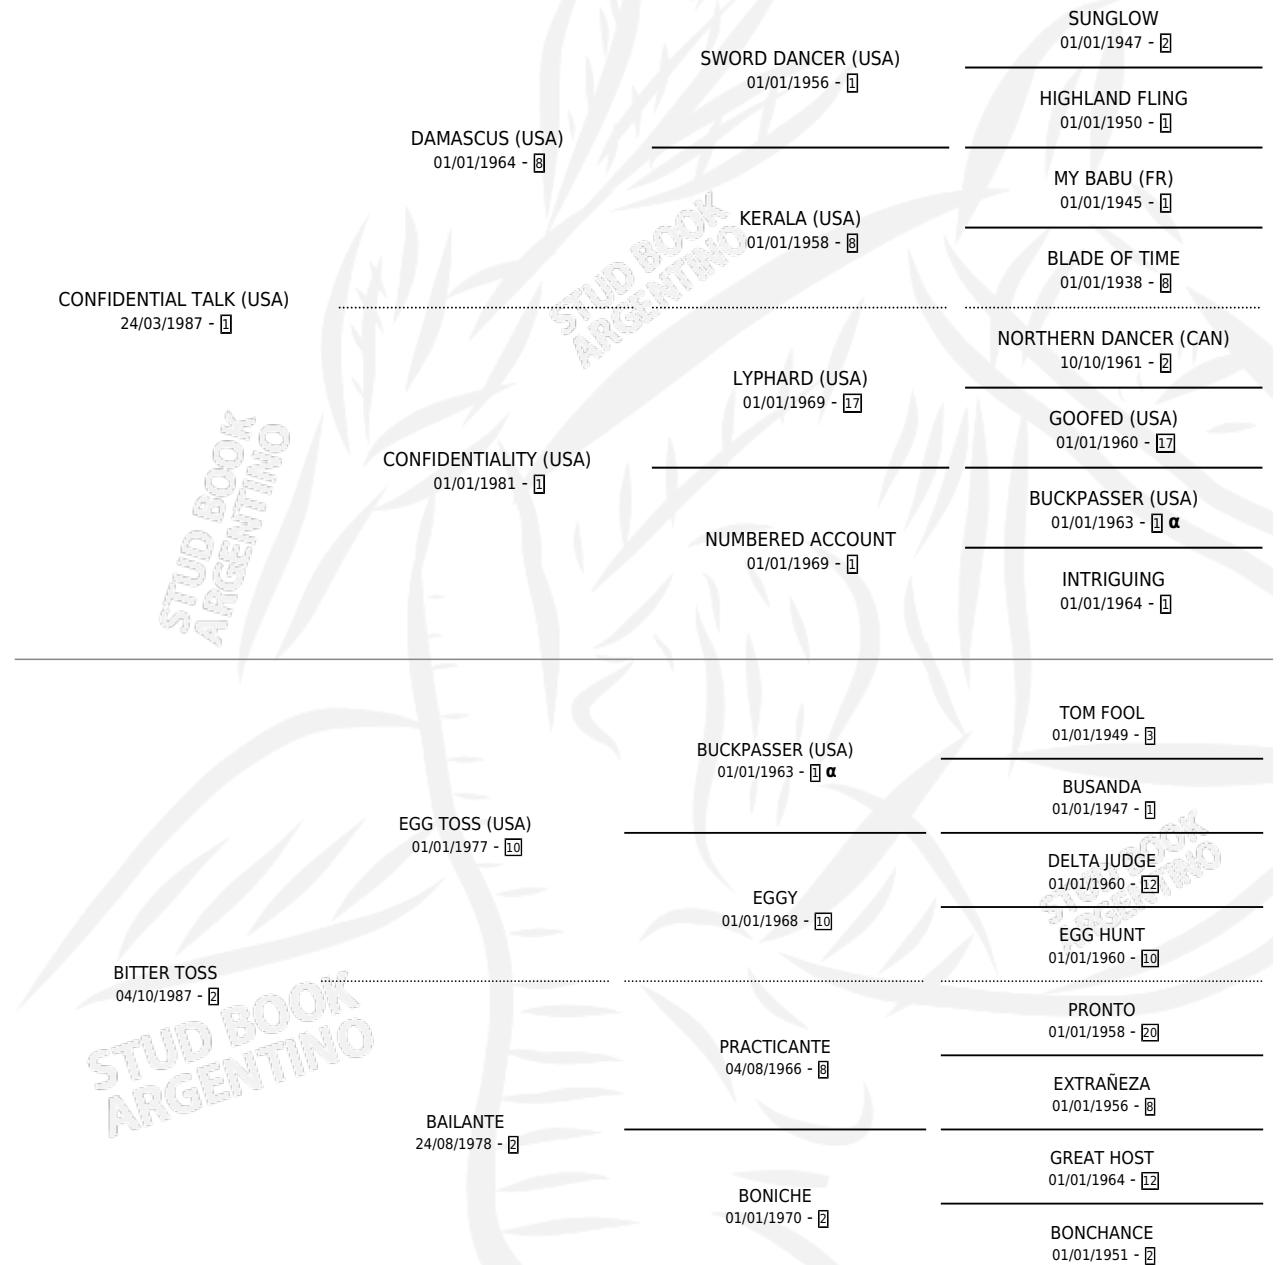 SUNGLOW
01/01/1947 - 2
SWORD DANCER (USA)
01/01/1956 - 1
HIGHLAND FLING
01/01/1950 - 1
DAMASCUS (USA)
01/01/1964 - 8
MY BABU (FR)
01/01/1945 - 1
KERALA (USA)
01/01/1958 - 8
BLADE OF TIME
01/01/1938 - 8
CONFIDENTIAL TALK (USA)
24/03/1987 - 1
NORTHERN DANCER (CAN)
10/10/1961 - 2
LYPHARD (USA)
01/01/1969 - 17
GOOFED (USA)
01/01/1960 - 17
CONFIDENTIALITY (USA)
01/01/1981 - 1
BUCKPASSER (USA)
01/01/1963 - 1 α
NUMBERED ACCOUNT
01/01/1969 - 1
INTRIGUING
01/01/1964 - 1
TOM FOOL
01/01/1949 - 3
BUCKPASSER (USA)
01/01/1963 - 1 α
BUSANDA
01/01/1947 - 1
EGG TOSS (USA)
01/01/1977 - 10
DELTA JUDGE
01/01/1960 - 12
EGGY
01/01/1968 - 10
EGG HUNT
01/01/1960 - 10
BITTER TOSS
04/10/1987 - 2
PRONTO
01/01/1958 - 20
PRACTICANTE
04/08/1966 - 8
EXTRAÑEZA
01/01/1956 - 8
BAILANTE
24/08/1978 - 2
GREAT HOST
01/01/1964 - 12
BONICHE
01/01/1970 - 2
BONCHANCE
01/01/1951 - 2
STUD BOOK
ARGENTINO
STUD BOOK
ARGENTINO
STUD BOOK
ARGENTINO
STUD BOOK
ARGENTINO